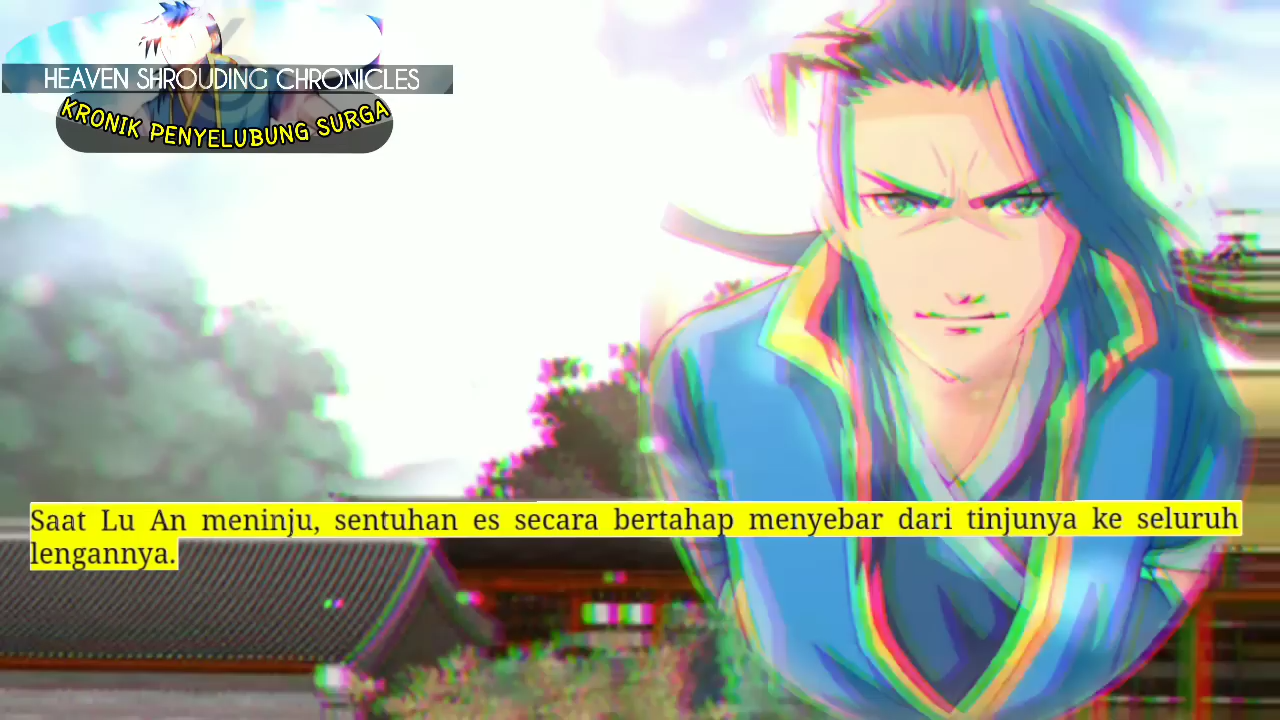 HEAVEN SHROUDING CHRONICLES
KRONIK PENYELUBUNG SURGA
Saat Lu An meninju, sentuhan es secara bertahap menyebar dari tinjunya ke seluruh
lengannya.